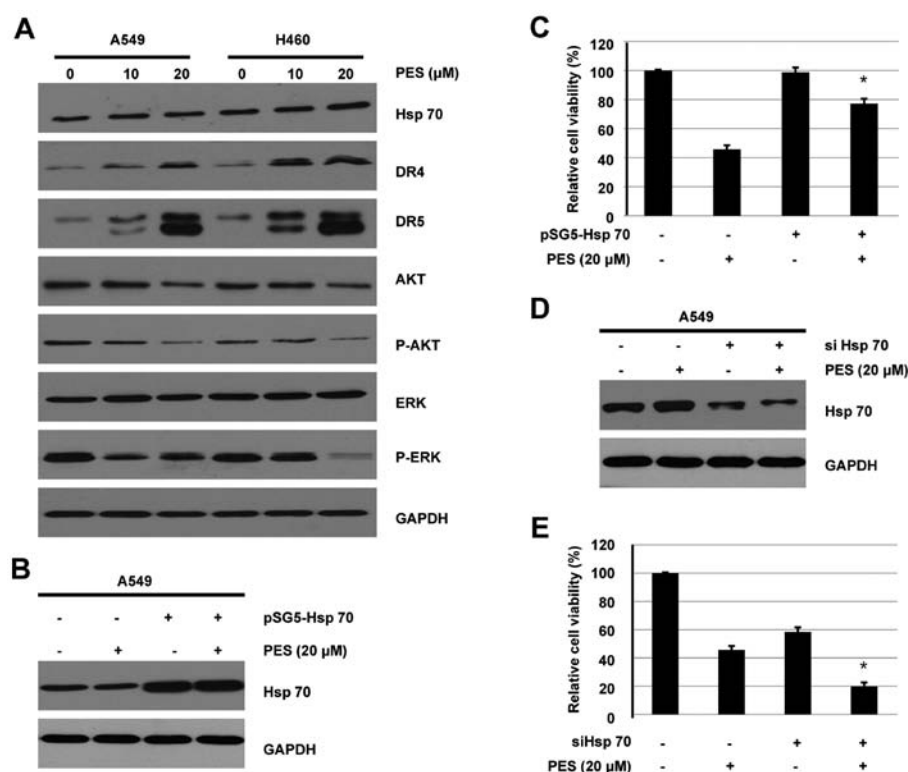 A
A549 H460
0 10 20 0 10 20 PES (µM)
Hsp 70
DR4
DR5
AKT
P-AKT
ERK
P-ERK
GAPDH
B
A549
- - + + pSG5-Hsp 70
- + - + PES (20 µM)
Hsp 70
GAPDH
C
Relative cell viability (%)
120
100
80
60
40
20
0
*
pSG5-Hsp 70 - - + +
PES (20 µM) - + - +
D
A549
- - + + si Hsp 70
- + - + PES (20 µM)
Hsp 70
GAPDH
E
Relative cell viability (%)
120
100
80
60
40
20
0
*
siHsp 70 - - + +
PES (20 µM) - + - +